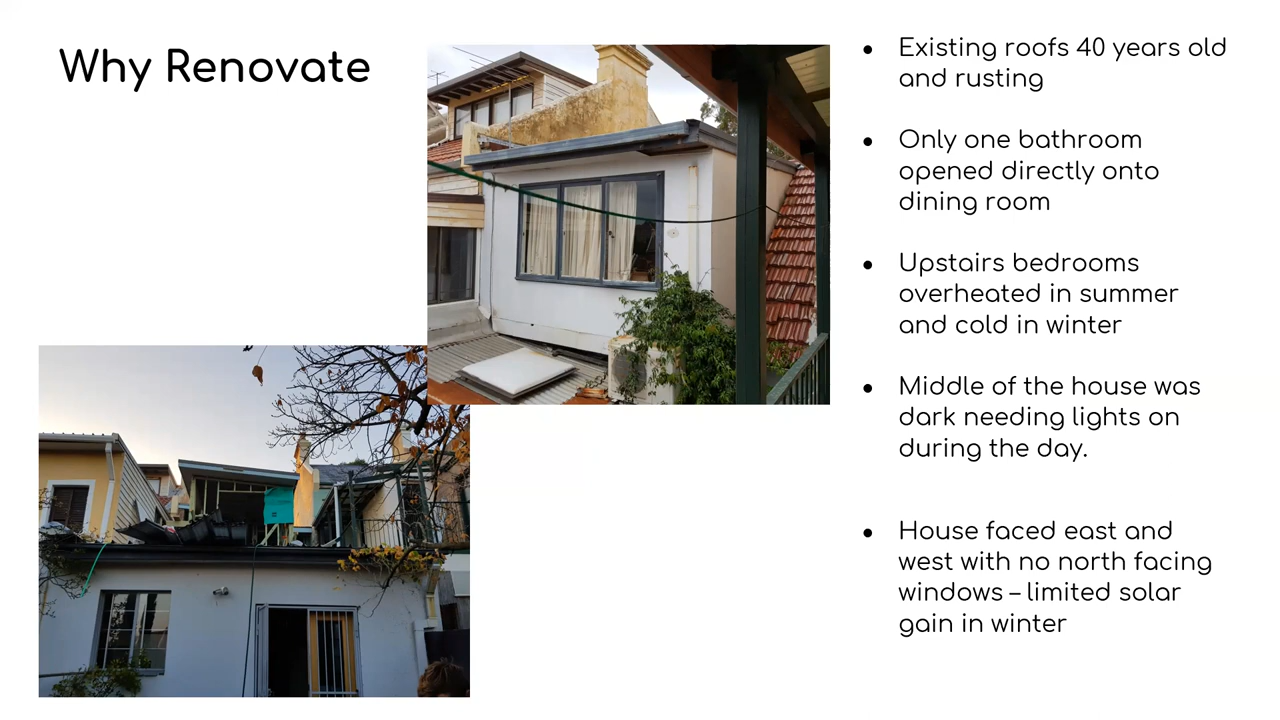 Why Renovate
• Existing roofs 40 years old
and rusting
• Only one bathroom
opened directly onto
dining room
• Upstairs bedrooms
overheated in summer
and cold in winter
• Middle of the house was
dark needing lights on
during the day.
• House faced east and
west with no north facing
windows – limited solar
gain in winter